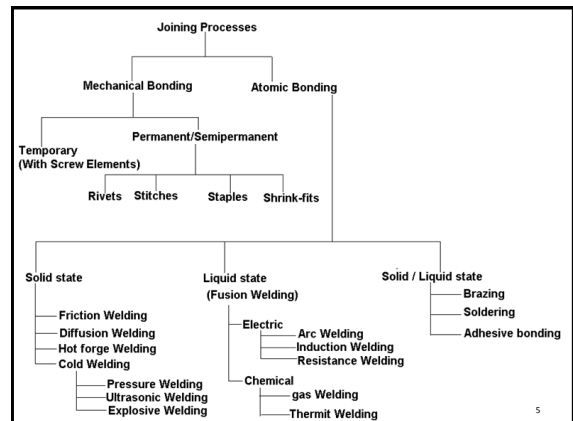 Joining Processes
Mechanical Bonding
Atomic Bonding
Temporary
(With Screw Elements)
Permanent/Semipermanent
Rivets
Stitches
Staples
Shrink-fits
Solid state
Friction Welding
Diffusion Welding
Hot forge Welding
Cold Welding
Pressure Welding
Ultrasonic Welding
Explosive Welding
Liquid state
(Fusion Welding)
Electric
Arc Welding
Induction Welding
Resistance Welding
Chemical
gas Welding
Thermit Welding
Solid / Liquid state
Brazing
Soldering
Adhesive bonding
5